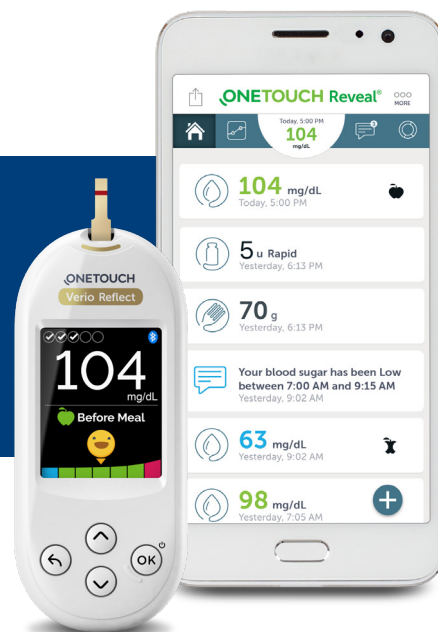 ONETOUCH
Verio Reflect
104
mg/dL
Before Meal
OK
ONETOUCH Reveal®
MORE
Today, 5:00 PM
104
mg/dL
3
104 mg/dL
Today, 5:00 PM
5 u Rapid
Yesterday, 6:13 PM
70 g
Yesterday, 6:13 PM
Your blood sugar has been Low
between 7:00 AM and 9:15 AM
Yesterday, 9:02 AM
63 mg/dL
Yesterday, 9:02 AM
98 mg/dL
Yesterday, 7:05 AM